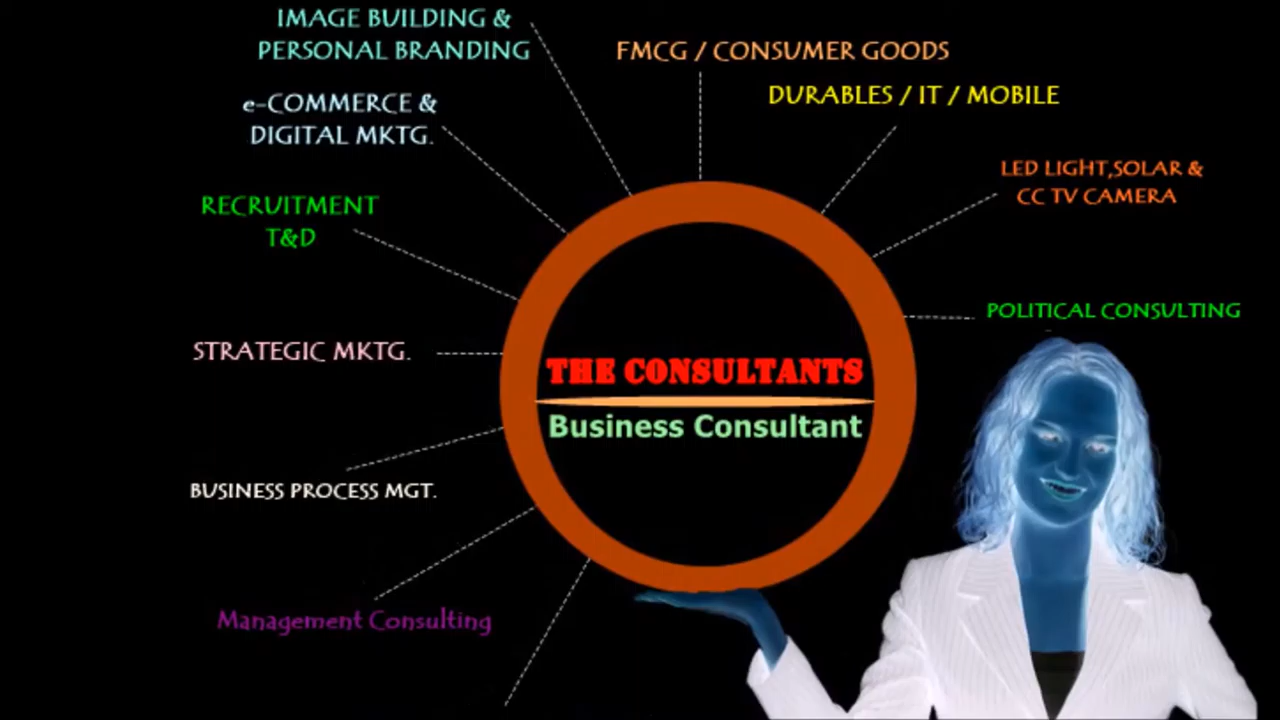 IMAGE BUILDING &
PERSONAL BRANDING
FMCG / CONSUMER GOODS
e-COMMERCE &
DIGITAL MKTG.
DURABLES / IT / MOBILE
LED LIGHT,SOLAR &
CC TV CAMERA
RECRUITMENT
T&D
POLITICAL CONSULTING
STRATEGIC MKTG.
THE CONSULTANTS
Business Consultant
BUSINESS PROCESS MGT.
Management Consulting